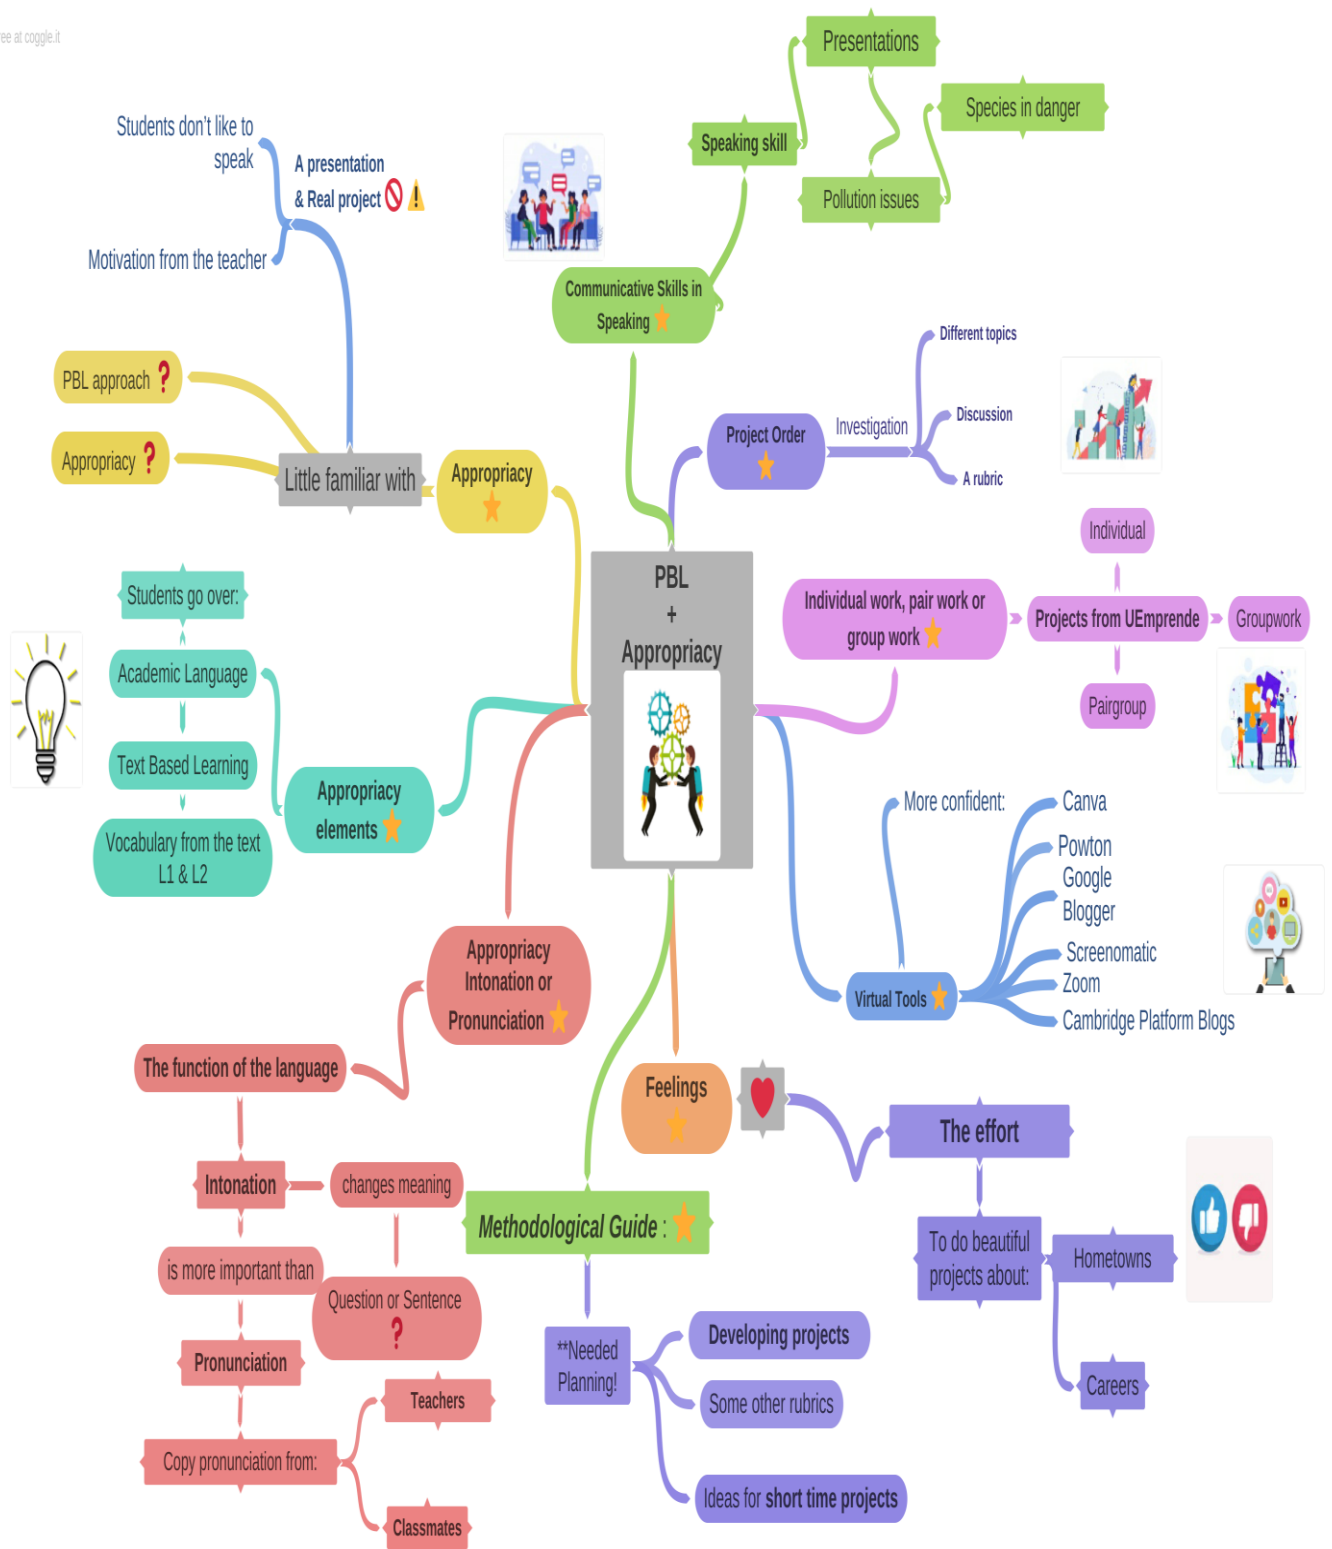 ee at coggle.it
Presentations
Species in danger
Speaking skill
Pollution issues
Students don't like to
speak
A presentation
& Real project
Motivation from the teacher
Communicative Skills in
Speaking
Different topics
Discussion
A rubric
Investigation
Project Order
PBL approach ?
Appropriacy ?
Little familiar with
Appropriacy
PBL
+
Appropriacy
Individual
Individual work, pair work or
group work
Projects from UEmprende
Groupwork
Pairgroup
Students go over:
Academic Language
Text Based Learning
Vocabulary from the text
L1 & L2
Appropriacy
elements
More confident:
Canva
Powton
Google
Blogger
Screenomatic
Zoom
Cambridge Platform Blogs
Virtual Tools
Appropriacy
Intonation or
Pronunciation
The function of the language
Intonation
changes meaning
is more important than
Question or Sentence
?
Pronunciation
Copy pronunciation from:
Teachers
Classmates
Feelings
The effort
To do beautiful
projects about:
Hometowns
Careers
Methodological Guide :
**Needed
Planning!
Developing projects
Some other rubrics
Ideas for short time projects